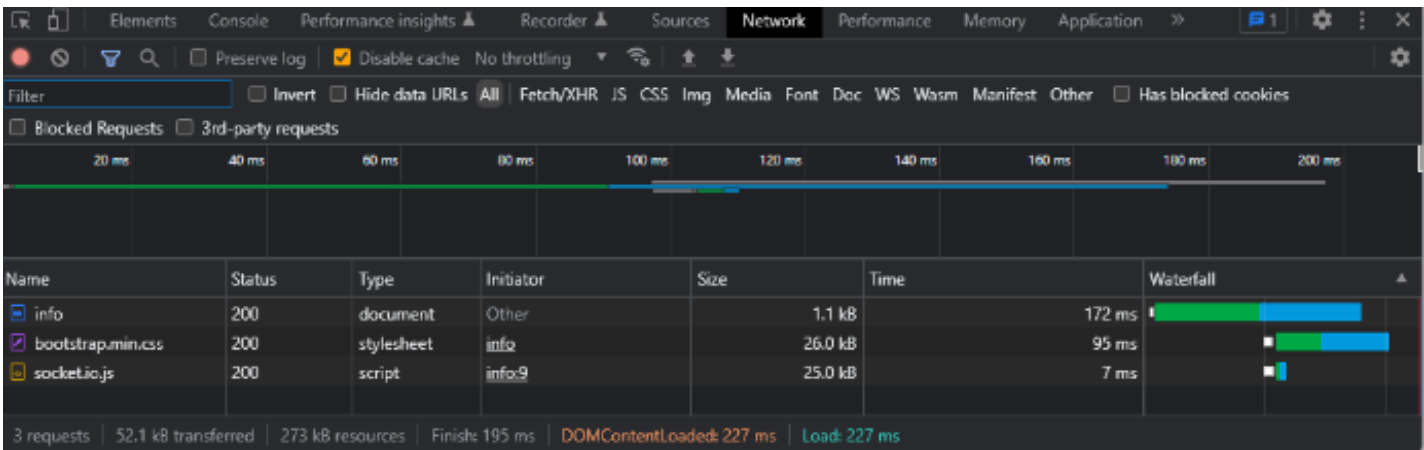 Elements Console Performance insights Recorder Sources Network Performance Memory Application » 1
Preserve log Disable cache No throttling
Filter Invert Hide data URLs All Fetch/XHR JS CSS Img Media Font Doc WS Wasm Manifest Other Has blocked cookies
Blocked Requests 3rd-party requests
20 ms 40 ms 60 ms 80 ms 100 ms 120 ms 140 ms 160 ms 180 ms 200 ms
Name Status Type Initiator Size Time Waterfall
info 200 document Other 1.1 kB 172 ms
bootstrap.min.css 200 stylesheet info 26.0 kB 95 ms
socket.io.js 200 script info:9 25.0 kB 7 ms
3 requests 52.1 kB transferred 273 kB resources Finish: 195 ms DOMContentLoaded: 227 ms Load: 227 ms